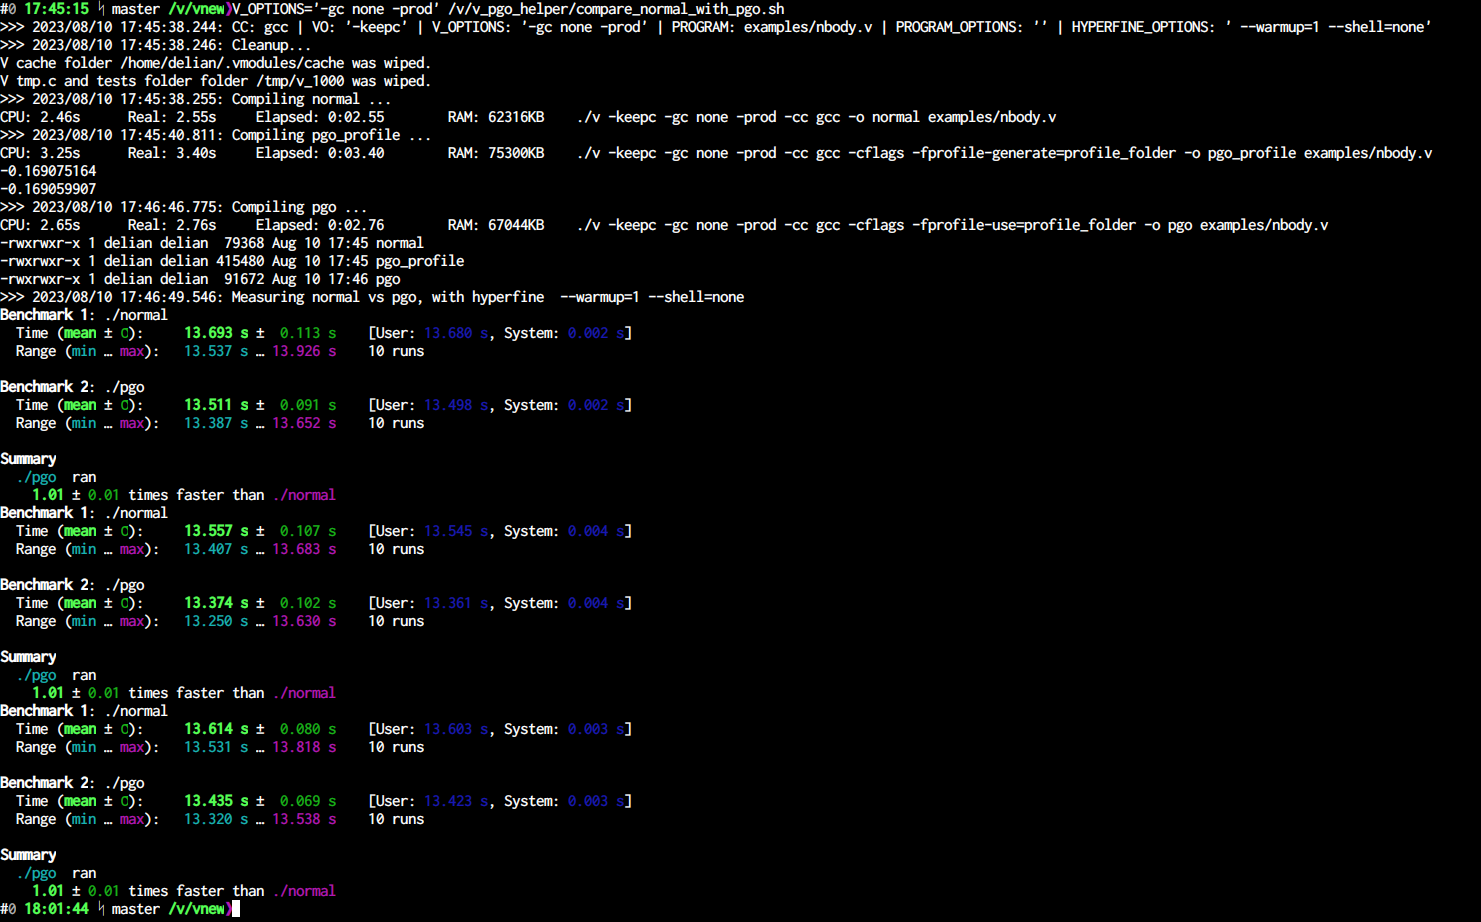 #0 17:45:15 ᛋ master /v/vnew❯V_OPTIONS='-gc none -prod' /v/v_pgo_helper/compare_normal_with_pgo.sh
>>> 2023/08/10 17:45:38.244: CC: gcc | VO: '-keepc' | V_OPTIONS: '-gc none -prod' | PROGRAM: examples/nbody.v | PROGRAM_OPTIONS: '' | HYPERFINE_OPTIONS: ' --warmup=1 --shell=none'
>>> 2023/08/10 17:45:38.246: Cleanup...
V cache folder /home/delian/.vmodules/cache was wiped.
V tmp.c and tests folder folder /tmp/v_1000 was wiped.
>>> 2023/08/10 17:45:38.255: Compiling normal ...
CPU: 2.46s      Real: 2.55s     Elapsed: 0:02.55        RAM: 62316KB    ./v -keepc -gc none -prod -cc gcc -o normal examples/nbody.v
>>> 2023/08/10 17:45:40.811: Compiling pgo_profile ...
CPU: 3.25s      Real: 3.40s     Elapsed: 0:03.40        RAM: 75300KB    ./v -keepc -gc none -prod -cc gcc -cflags -fprofile-generate=profile_folder -o pgo_profile examples/nbody.v
-0.169075164
-0.169059907
>>> 2023/08/10 17:46:46.775: Compiling pgo ...
CPU: 2.65s      Real: 2.76s     Elapsed: 0:02.76        RAM: 67044KB    ./v -keepc -gc none -prod -cc gcc -cflags -fprofile-use=profile_folder -o pgo examples/nbody.v
-rwxrwxr-x 1 delian delian  79368 Aug 10 17:45 normal
-rwxrwxr-x 1 delian delian 415480 Aug 10 17:45 pgo_profile
-rwxrwxr-x 1 delian delian  91672 Aug 10 17:46 pgo
>>> 2023/08/10 17:46:49.546: Measuring normal vs pgo, with hyperfine  --warmup=1 --shell=none
Benchmark 1: ./normal
  Time (mean ± σ):     13.693 s ±  0.113 s    [User: 13.680 s, System: 0.002 s]
  Range (min … max):   13.537 s … 13.926 s    10 runs
Benchmark 2: ./pgo
  Time (mean ± σ):     13.511 s ±  0.091 s    [User: 13.498 s, System: 0.002 s]
  Range (min … max):   13.387 s … 13.652 s    10 runs
Summary
  ./pgo  ran
    1.01 ± 0.01 times faster than ./normal
Benchmark 1: ./normal
  Time (mean ± σ):     13.557 s ±  0.107 s    [User: 13.545 s, System: 0.004 s]
  Range (min … max):   13.407 s … 13.683 s    10 runs
Benchmark 2: ./pgo
  Time (mean ± σ):     13.374 s ±  0.102 s    [User: 13.361 s, System: 0.004 s]
  Range (min … max):   13.250 s … 13.630 s    10 runs
Summary
  ./pgo  ran
    1.01 ± 0.01 times faster than ./normal
Benchmark 1: ./normal
  Time (mean ± σ):     13.614 s ±  0.080 s    [User: 13.603 s, System: 0.003 s]
  Range (min … max):   13.531 s … 13.818 s    10 runs
Benchmark 2: ./pgo
  Time (mean ± σ):     13.435 s ±  0.069 s    [User: 13.423 s, System: 0.003 s]
  Range (min … max):   13.320 s … 13.538 s    10 runs
Summary
  ./pgo  ran
    1.01 ± 0.01 times faster than ./normal
#0 18:01:44 ᛋ master /v/vnew❯